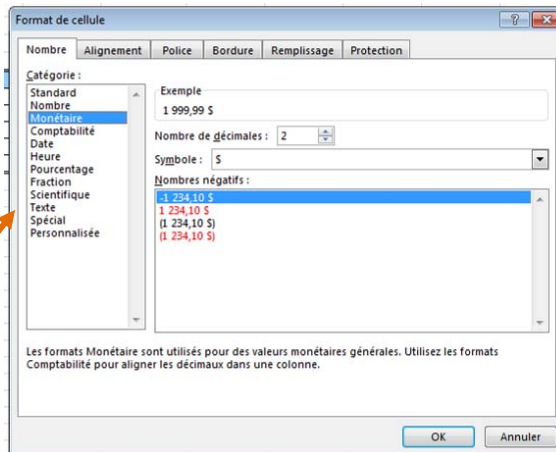 Format de cellule
Nombre Alignement Police Bordure Remplissage Protection
Catégorie :
Standard
Nombre
Monétaire
Comptabilité
Date
Heure
Pourcentage
Fraction
Scientifique
Texte
Spécial
Personnalisée
Exemple
1 999,99 $
Nombre de décimales : 2
Symbole : $
Nombres négatifs :
-1 234,10 $
1 234,10 $
(1 234,10 $)
(1 234,10 $)
Les formats Monétaire sont utilisés pour des valeurs monétaires générales. Utilisez les formats
Comptabilité pour aligner les décimaux dans une colonne.
OK Annuler